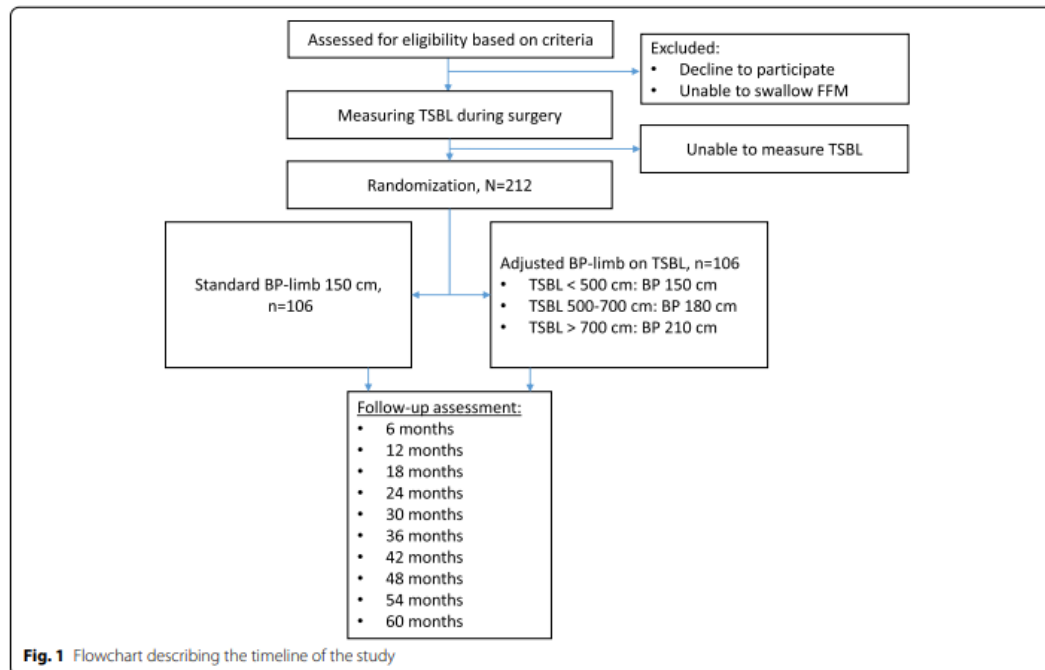 Assessed for eligibility based on criteria
Excluded:
• Decline to participate
• Unable to swallow FFM
Measuring TSBL during surgery
Unable to measure TSBL
Randomization, N=212
Standard BP-limb 150 cm,
n=106
Adjusted BP-limb on TSBL, n=106
• TSBL < 500 cm: BP 150 cm
• TSBL 500-700 cm: BP 180 cm
• TSBL > 700 cm: BP 210 cm
Follow-up assessment:
• 6 months
• 12 months
• 18 months
• 24 months
• 30 months
• 36 months
• 42 months
• 48 months
• 54 months
• 60 months
Fig. 1 Flowchart describing the timeline of the study